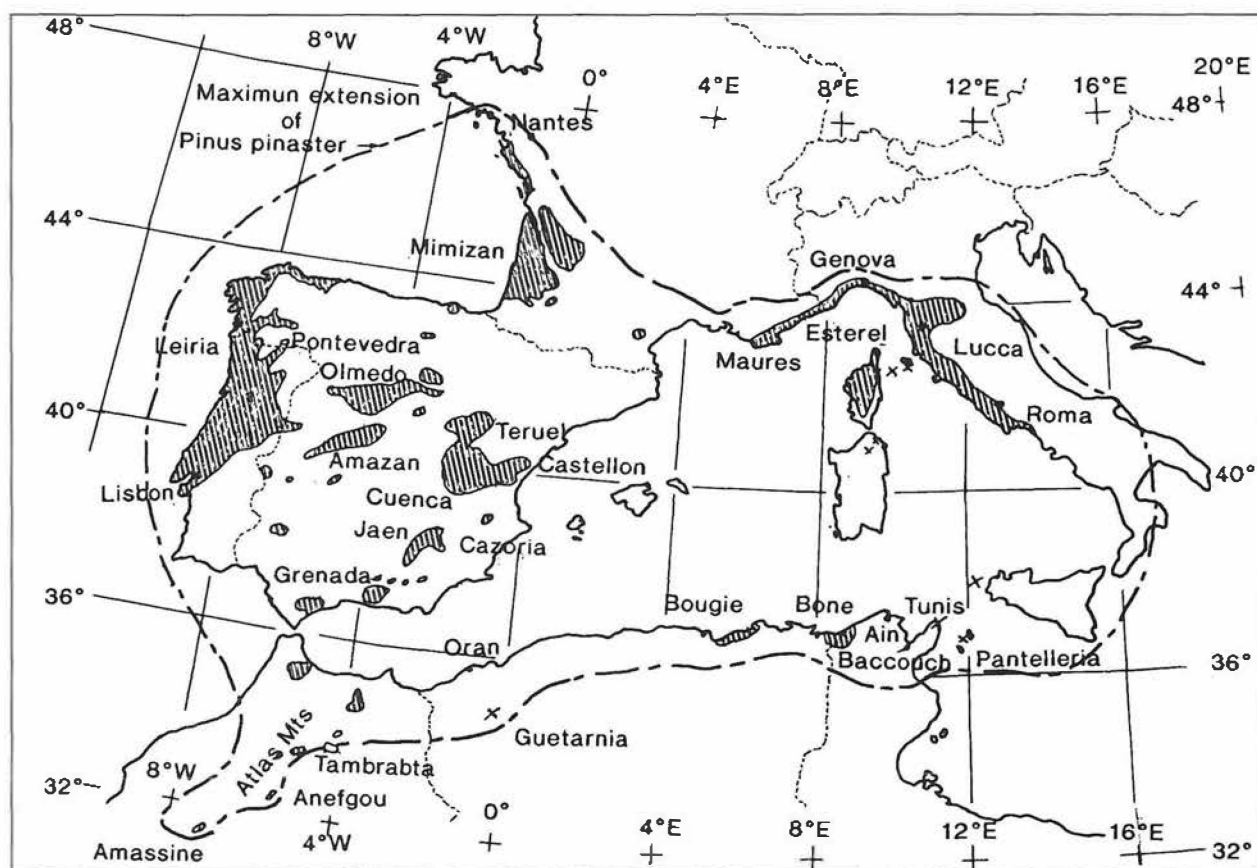 48°
8°W
4°W
0°
4°E
8°E
12°E
16°E
20°E
48°
Maximun extension
of
Pinus pinaster
Nantes
44°
Mimizan
Genova
44°
Leiria
Pontevedra
Esterel
Maures
Lucca
Olmedo
40°
Roma
Teruel
Amazan
Castellon
40°
Lisbon
Cuenca
Jaen
Cazoria
Grenada
36°
Bougie
Bone
Tunis
Ain
Oran
Baccouch
Pantelleria
36°
Guetarnia
Atlas Mts
8°W
Tambrabta
32°
Anefgou
0°
4°W
4°E
8°E
12°E
16°E
32°
Amassine